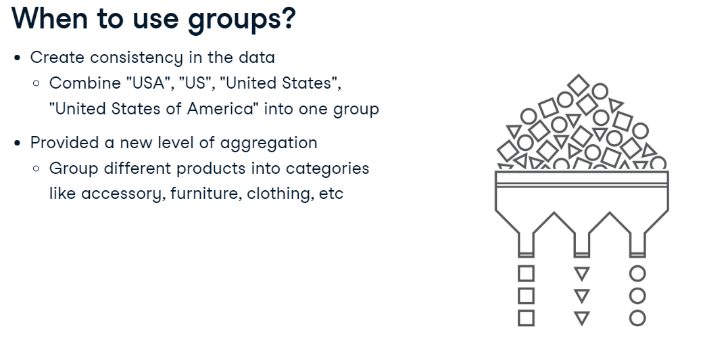 When to use groups?
• Create consistency in the data
○ Combine "USA", "US", "United States",
"United States of America" into one group
• Provided a new level of aggregation
○ Group different products into categories
like accessory, furniture, clothing, etc